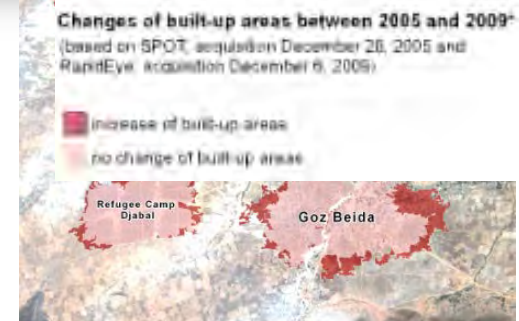 Changes of built-up areas between 2005 and 2009*
(based on SPOT, acquisition December 28, 2005 and
RapidEye, acquisition December 6, 2009)
increase of built-up areas
no change of built-up areas
Refugee Camp
Djabal
Goz Beida